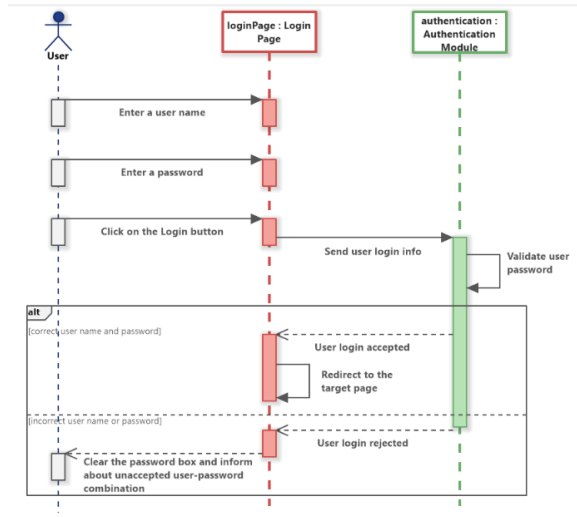 loginPage : Login
Page
authentication :
Authentication
Module
User
Enter a user name
Enter a password
Click on the Login button
Send user login info
Validate user
password
alt
[correct user name and password]
User login accepted
Redirect to the
target page
[incorrect user name or password]
User login rejected
Clear the password box and inform
about unaccepted user-password
combination